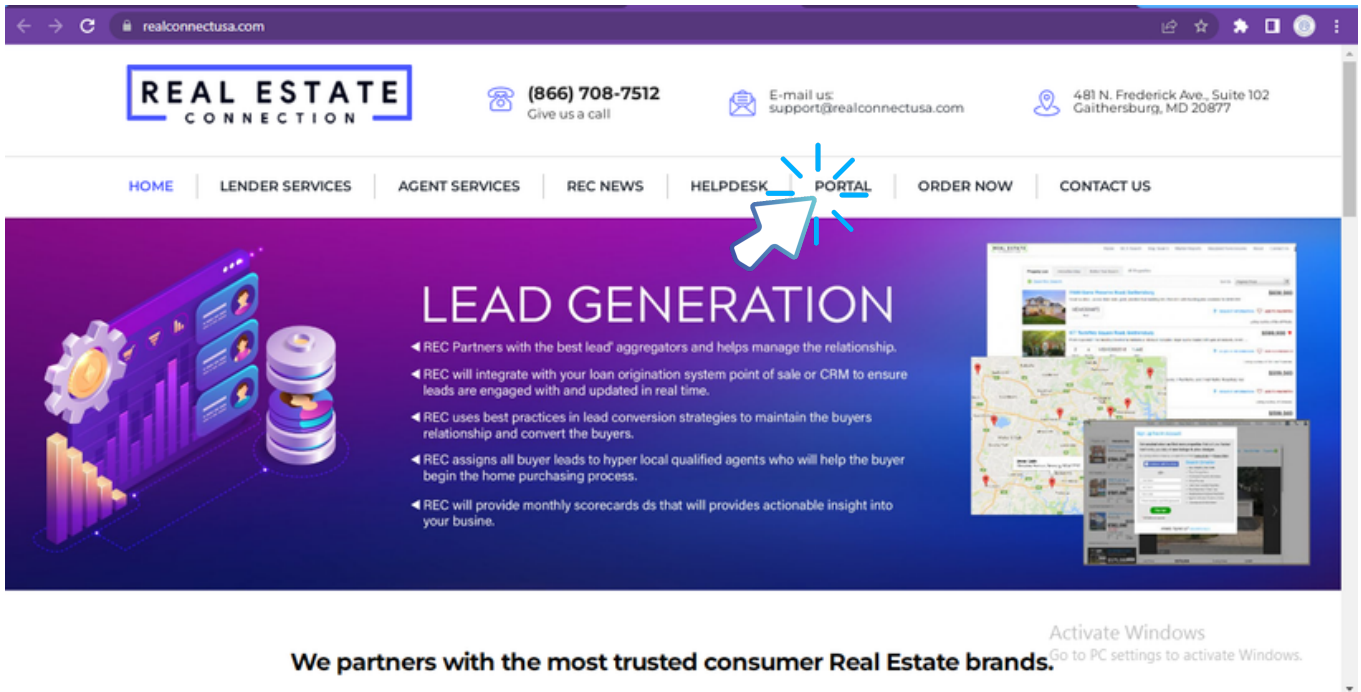 realconnectusa.com
REAL ESTATE
CONNECTION
(866) 708-7512
Give us a call
E-mail us:
support@realconnectusa.com
481 N. Frederick Ave., Suite 102
Gaithersburg, MD 20877
HOME
LENDER SERVICES
AGENT SERVICES
REC NEWS
HELPDESK
PORTAL
ORDER NOW
CONTACT US
LEAD GENERATION
REC Partners with the best lead' aggregators and helps manage the relationship.
REC will integrate with your loan origination system point of sale or CRM to ensure
leads are engaged with and updated in real time.
REC uses best practices in lead conversion strategies to maintain the buyers
relationship and convert the buyers.
REC assigns all buyer leads to hyper local qualified agents who will help the buyer
begin the home purchasing process.
REC will provide monthly scorecards ds that will provides actionable insight into
your busine.
REAL ESTATE
We partners with the most trusted consumer Real Estate brands.
Activate Windows
Go to PC settings to activate Windows.